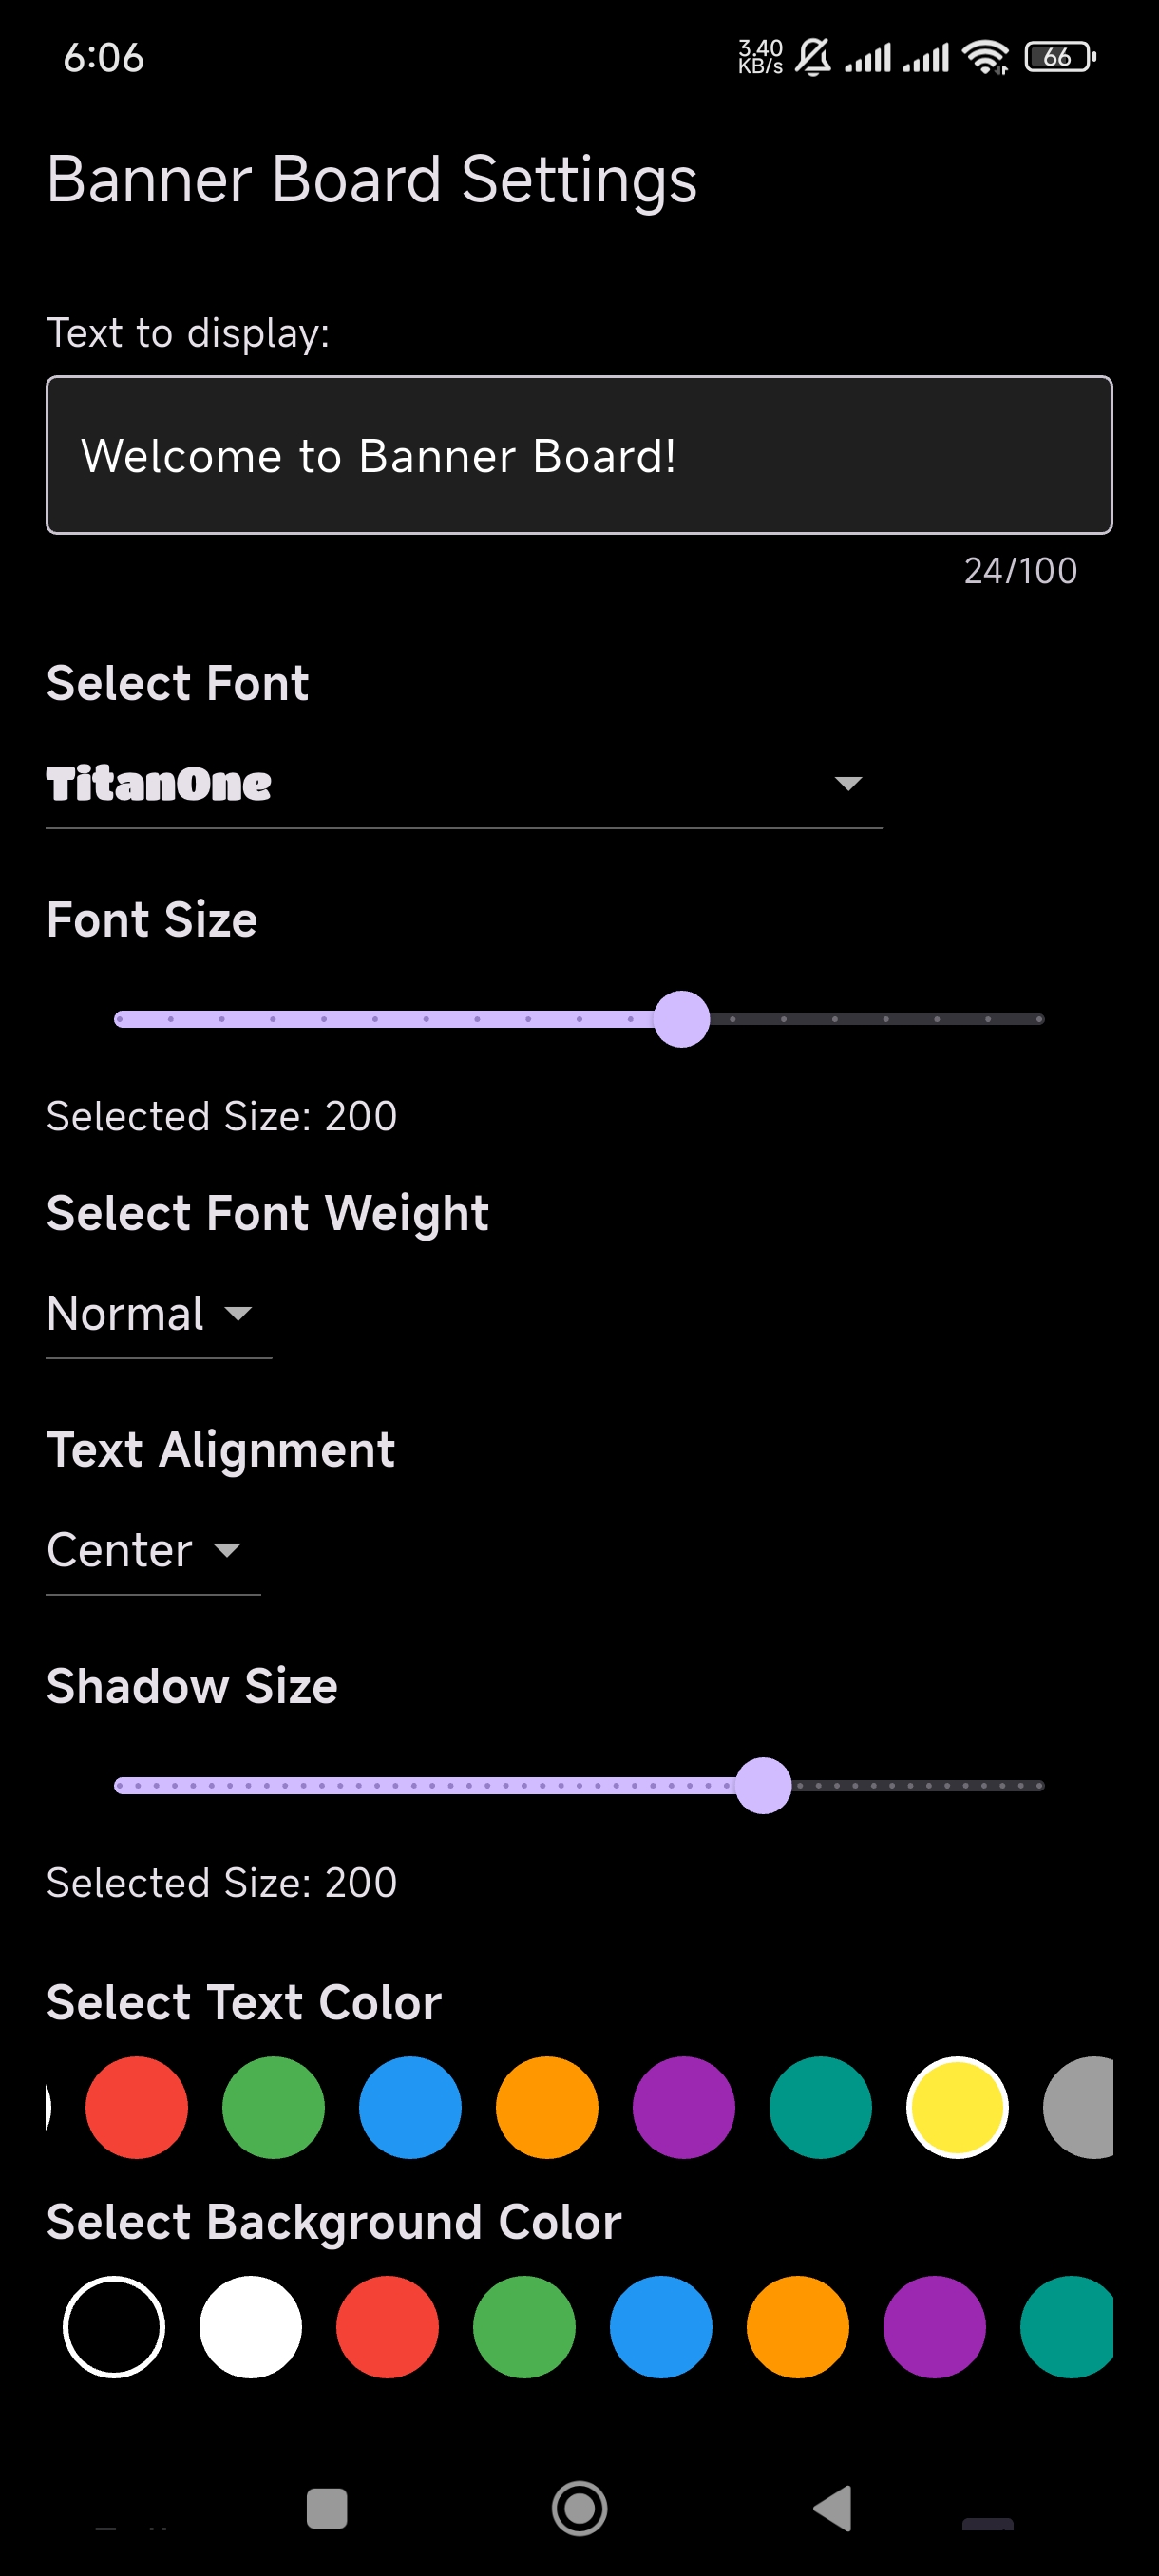 6:06
3.40
KB/s
66
Banner Board Settings
Text to display:
Welcome to Banner Board!
24/100
Select Font
TitanOne
Font Size
Selected Size: 200
Select Font Weight
Normal
Text Alignment
Center
Shadow Size
Selected Size: 200
Select Text Color
Select Background Color